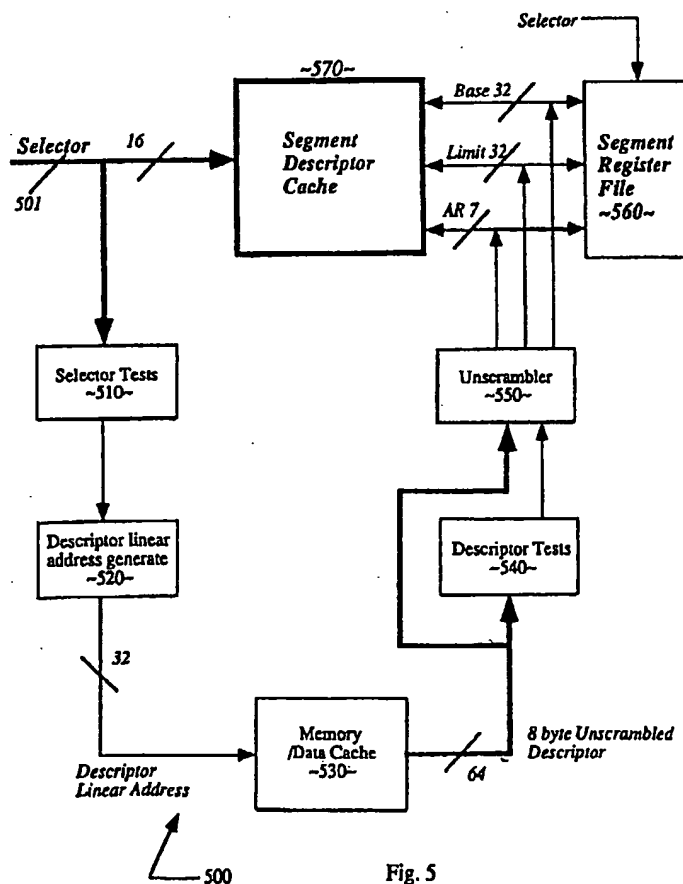 Selector
~570~
Base 32
Selector
16
Segment
Descriptor
Cache
Limit 32
Segment
Register
File
~560~
501
AR 7
Selector Tests
~510~
Unscrambler
~550~
Descriptor linear
address generate
~520~
Descriptor Tests
~540~
32
Memory
/Data Cache
~530~
64
8 byte Unscrambled
Descriptor
Descriptor
Linear Address
500
Fig. 5